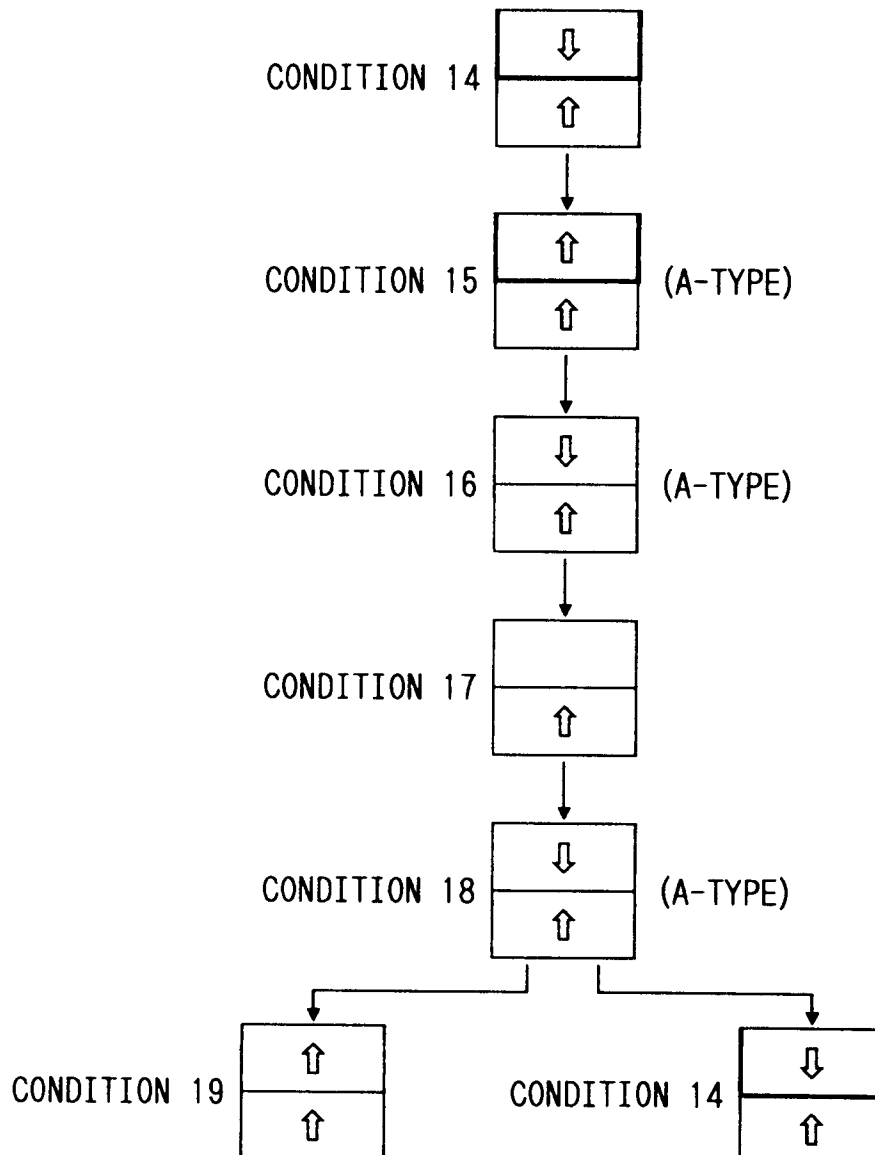 CONDITION 14
CONDITION 15 (A-TYPE)
CONDITION 16 (A-TYPE)
CONDITION 17
CONDITION 18 (A-TYPE)
CONDITION 19
CONDITION 14